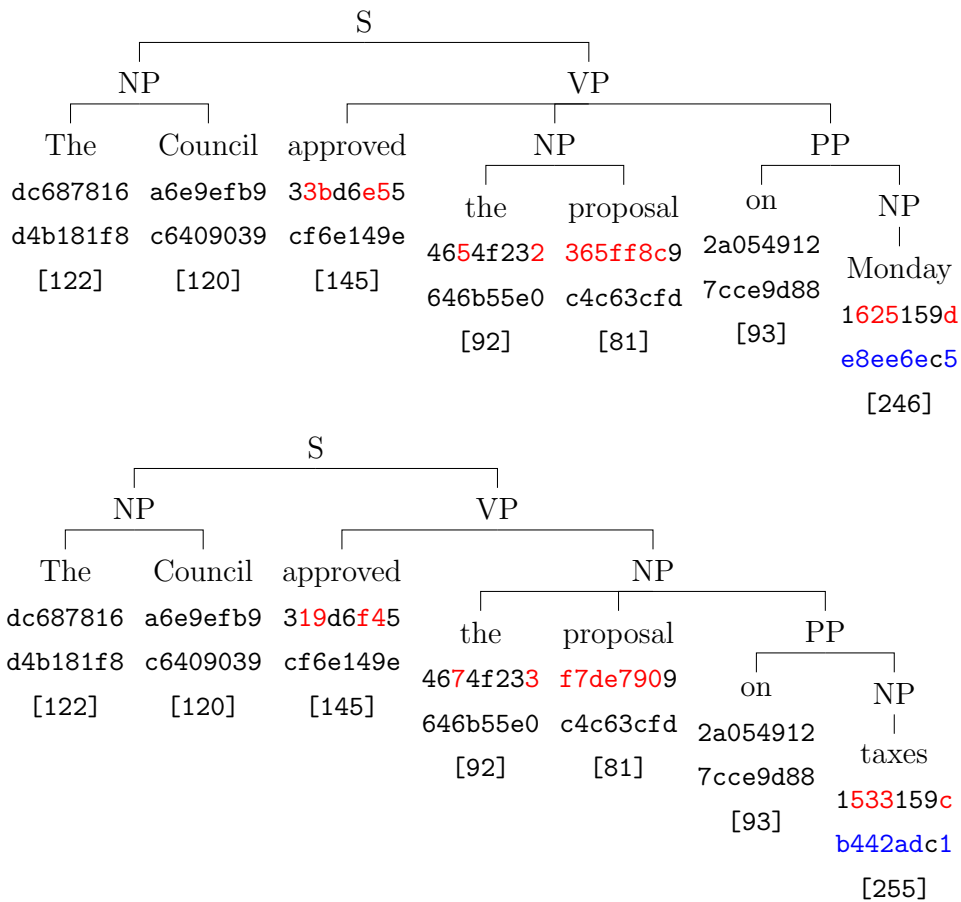 S
NP VP
The Council approved NP PP
dc687816 a6e9efb9 33bd6e55 the proposal on NP
d4b181f8 c6409039 cf6e149e 4654f232 365ff8c9 2a054912 Monday
[122] [120] [145] 646b55e0 c4c63cfd 7cce9d88 1625159d
[92] [81] [93] e8ee6ec5
[246]
S
NP VP
The Council approved NP
dc687816 a6e9efb9 319d6f45 the proposal PP
d4b181f8 c6409039 cf6e149e 4674f233 f7de7909 on NP
[122] [120] [145] 646b55e0 c4c63cfd 2a054912 taxes
[92] [81] 7cce9d88 1533159c
[93] b442adc1
[255]